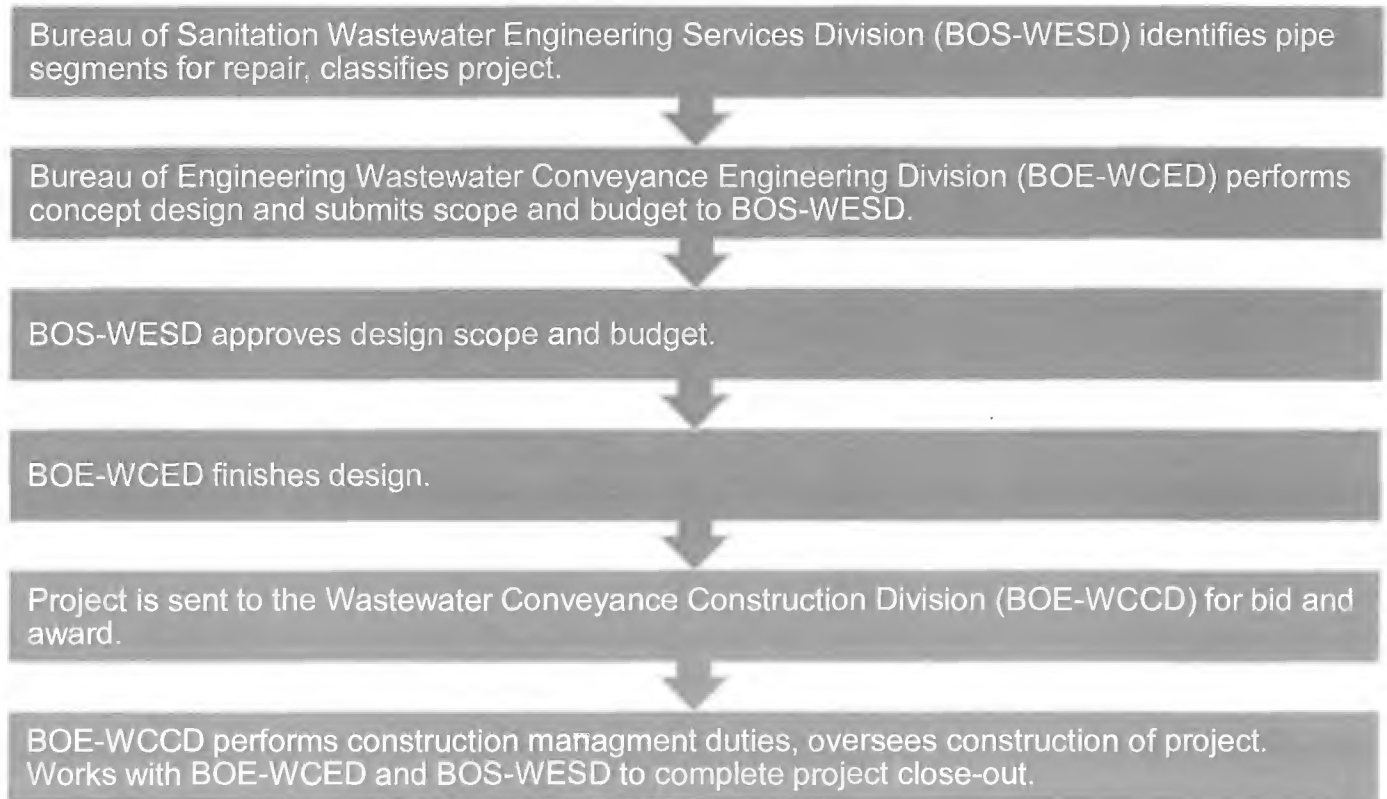 Bureau of Sanitation Wastewater Engineering Services Division (BOS-WESD) identifies pipe
segments for repair, classifies project.
Bureau of Engineering Wastewater Conveyance Engineering Division (BOE-WCED) performs
concept design and submits scope and budget to BOS-WESD.
BOS-WESD approves design scope and budget.
BOE-WCED finishes design.
Project is sent to the Wastewater Conveyance Construction Division (BOE-WCCD) for bid and
award.
BOE-WCCD performs construction managment duties, oversees construction of project.
Works with BOE-WCED and BOS-WESD to complete project close-out.